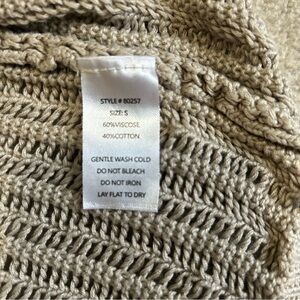 STYLE # 80257
SIZE: S
60%VISCOSE
40%COTTON
GENTLE WASH COLD
DO NOT BLEACH
DO NOT IRON
LAY FLAT TO DRY